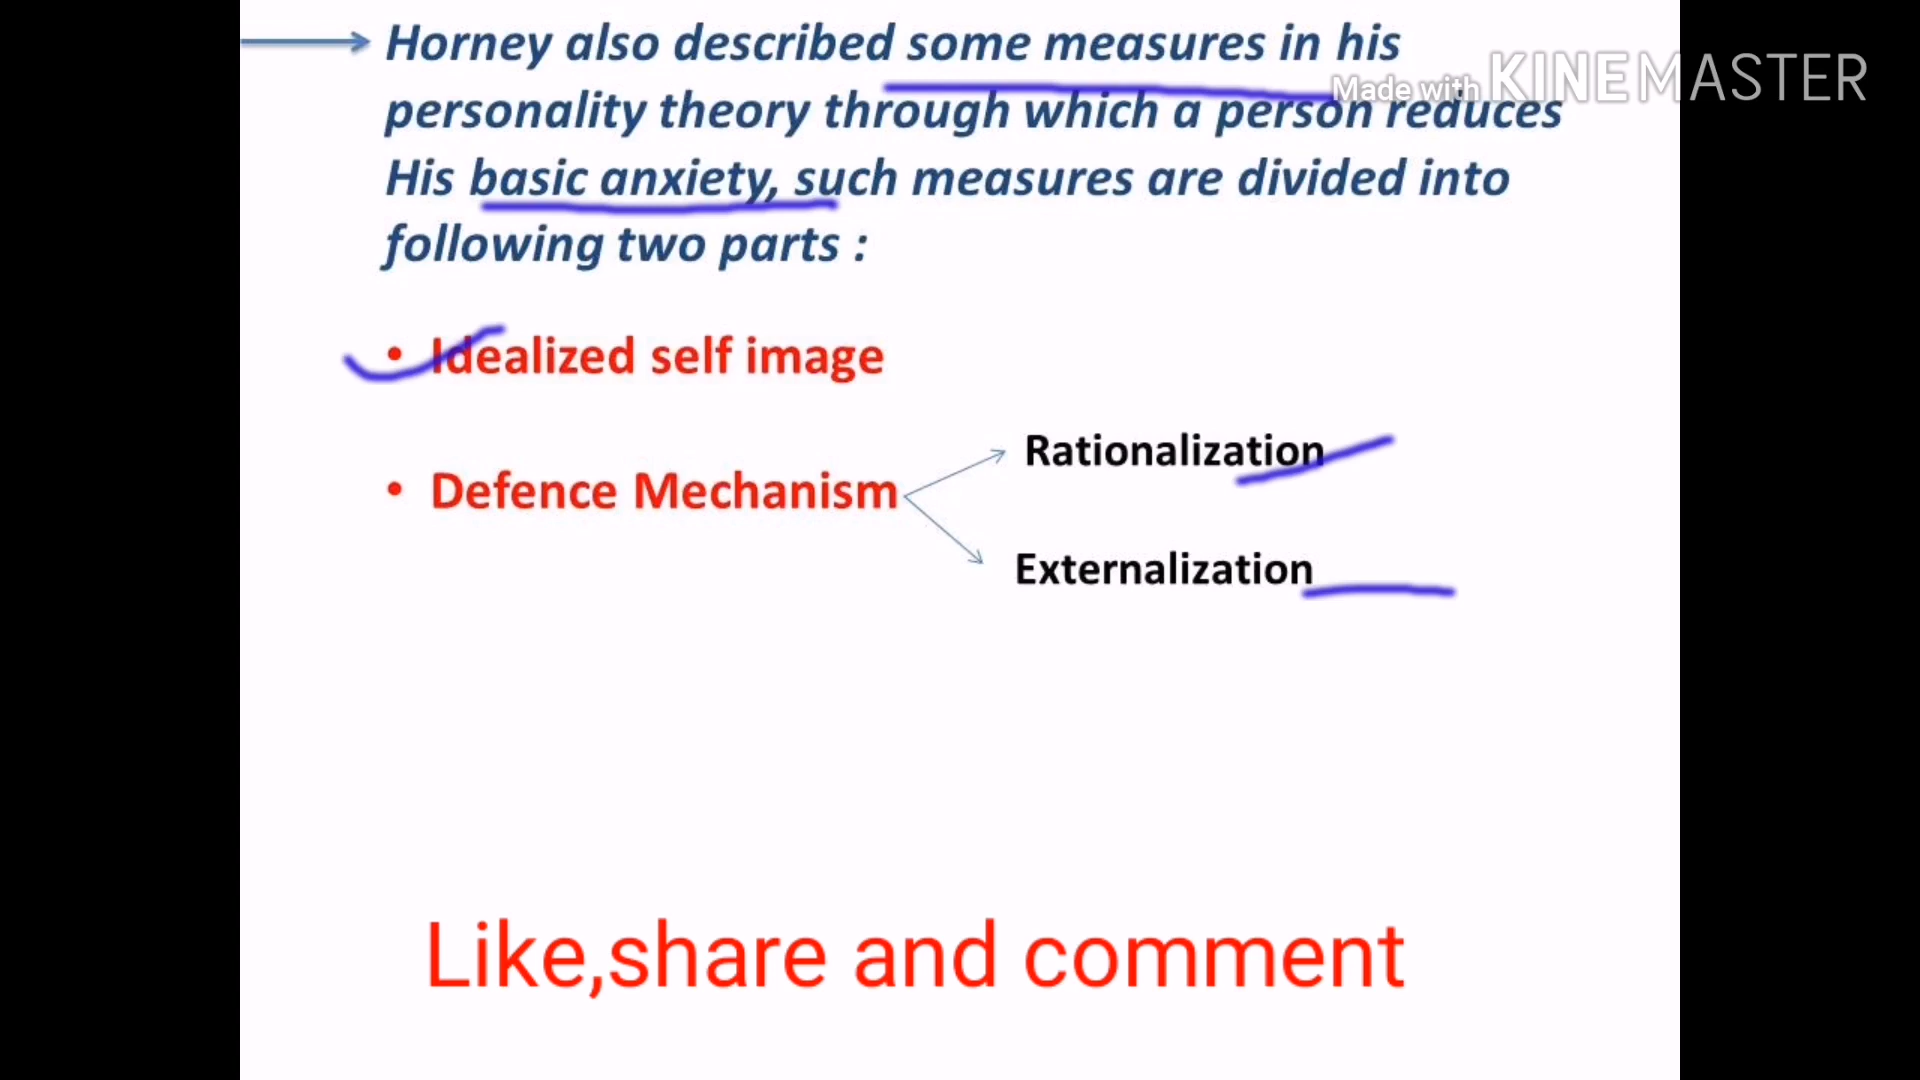 Horney also described some measures in his
Made with KINEMASTER
personality theory through which a person reduces
His basic anxiety, such measures are divided into
following two parts :
• Idealized self image
Rationalization
• Defence Mechanism
Externalization
Like,share and comment